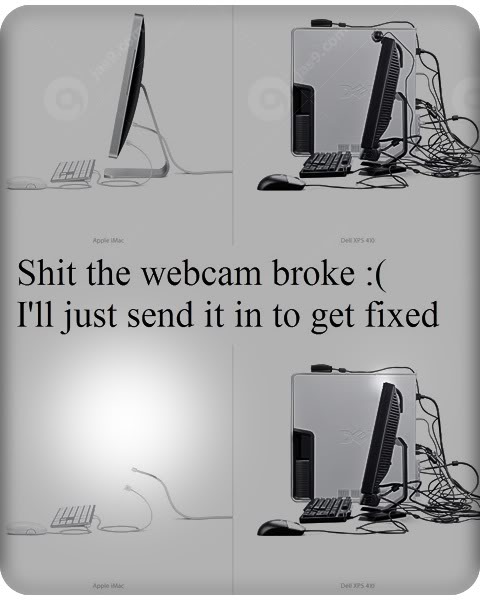 Apple iMac
Dell XPS 410
Shit the webcam broke :(
I'll just send it in to get fixed
Apple iMac
Dell XPS 410